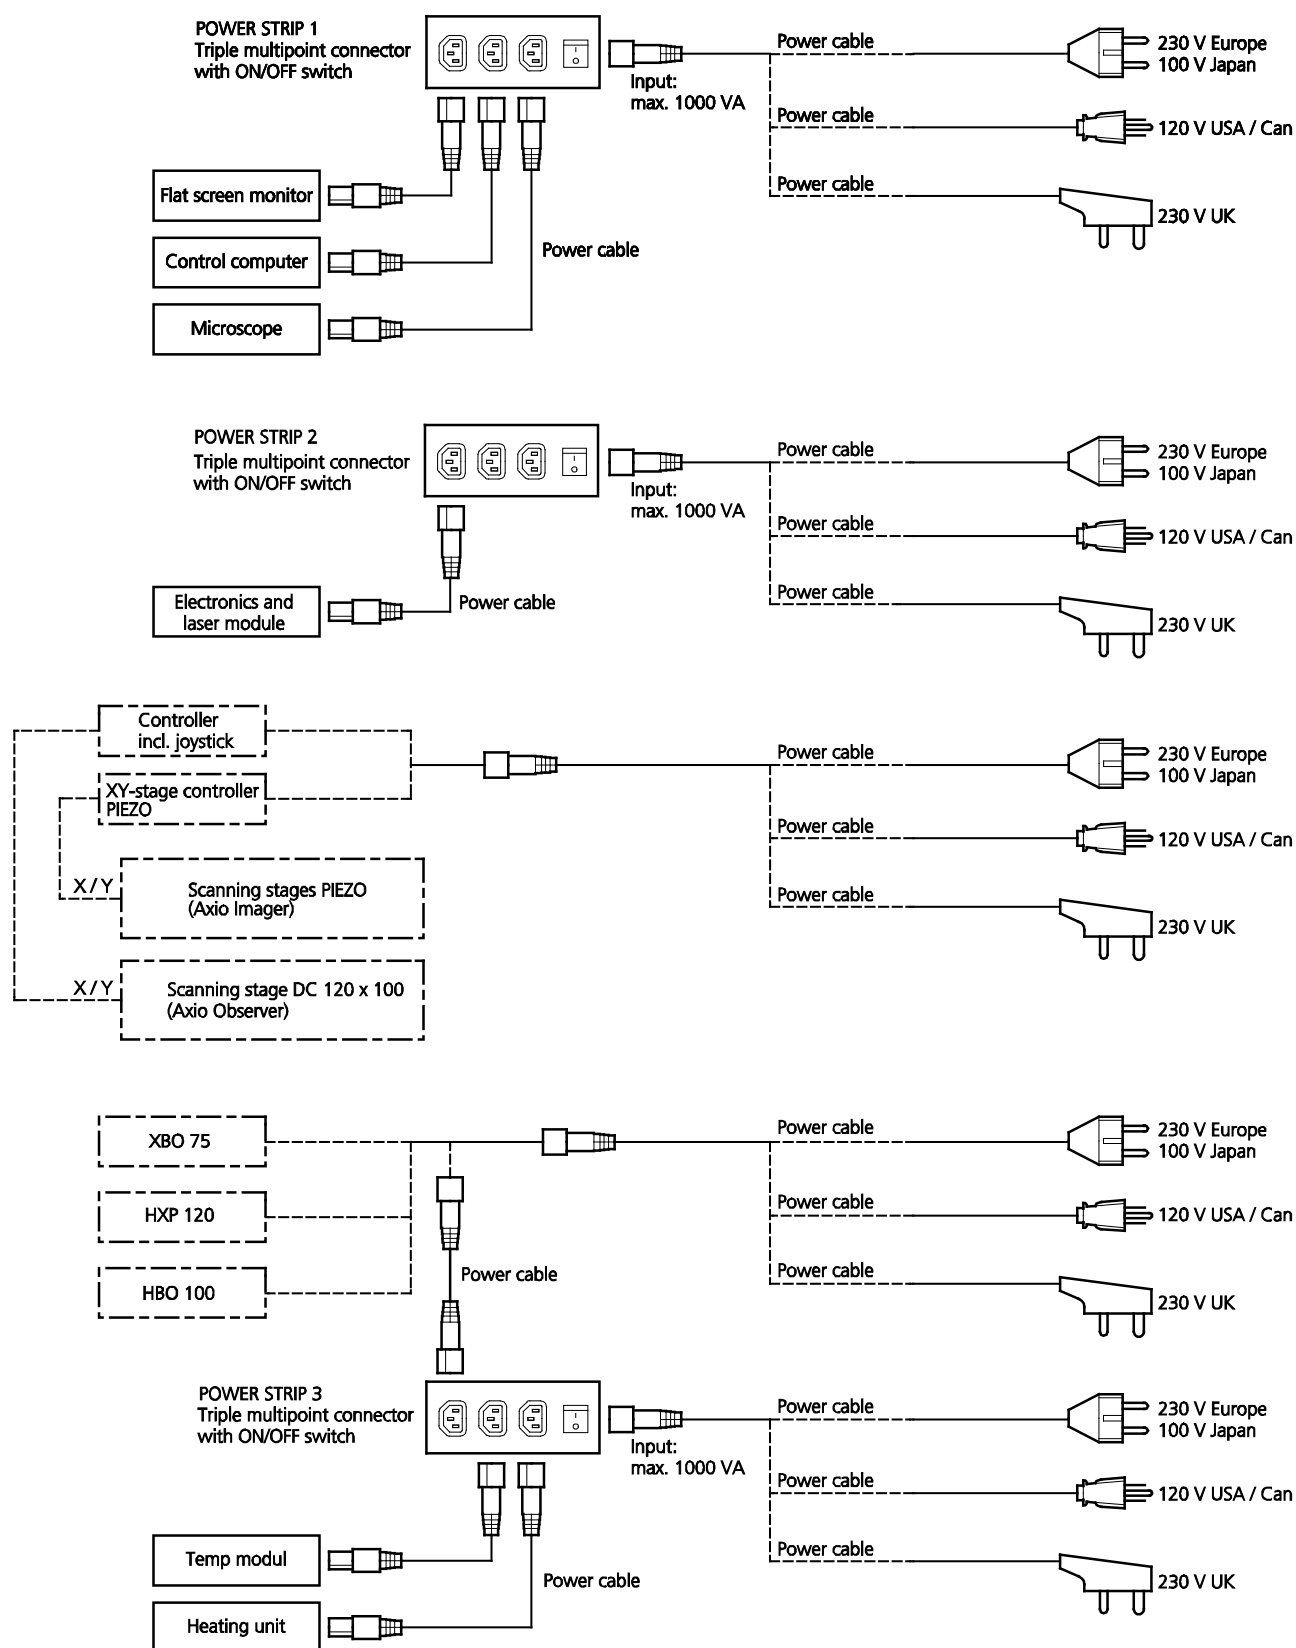 POWER STRIP 1
Triple multipoint connector
with ON/OFF switch
Input:
max. 1000 VA
Power cable
230 V Europe
100 V Japan
Power cable
120 V USA / Can
Power cable
230 V UK
Flat screen monitor
Control computer
Microscope
Power cable
POWER STRIP 2
Triple multipoint connector
with ON/OFF switch
Input:
max. 1000 VA
Power cable
230 V Europe
100 V Japan
Power cable
120 V USA / Can
Power cable
230 V UK
Electronics and
laser module
Power cable
Controller
incl. joystick
XY-stage controller
PIEZO
X / Y
Scanning stages PIEZO
(Axio Imager)
X / Y
Scanning stage DC 120 x 100
(Axio Observer)
Power cable
230 V Europe
100 V Japan
Power cable
120 V USA / Can
Power cable
230 V UK
XBO 75
HXP 120
HBO 100
Power cable
Power cable
230 V Europe
100 V Japan
Power cable
120 V USA / Can
Power cable
230 V UK
POWER STRIP 3
Triple multipoint connector
with ON/OFF switch
Input:
max. 1000 VA
Power cable
230 V Europe
100 V Japan
Power cable
120 V USA / Can
Power cable
230 V UK
Temp modul
Heating unit
Power cable